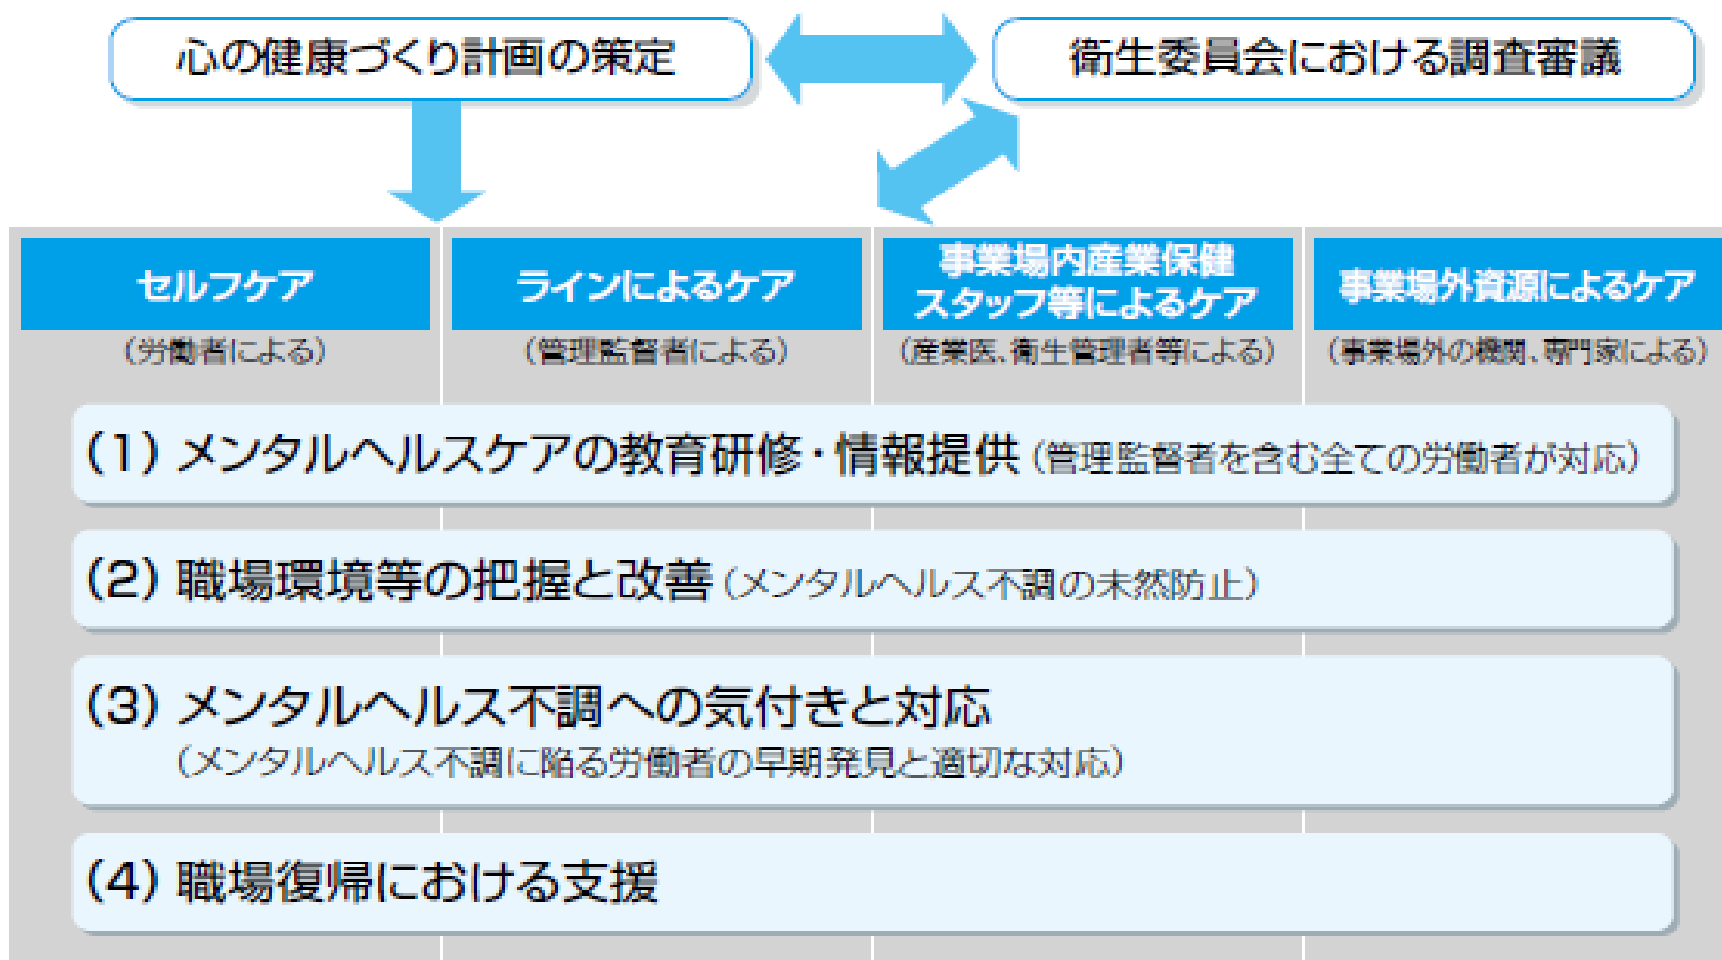 心の健康づくり計画の策定
衛生委員会における調査審議
セルフケア
(労働者による)
ラインによるケア
(管理監督者による)
事業場内産業保健
スタッフ等によるケア
(産業医、衛生管理者等による)
事業場外資源によるケア
(事業場外の機関、専門家による)
(1) メンタルヘルスケアの教育研修・情報提供 (管理監督者を含む全ての労働者が対応)
(2) 職場環境等の把握と改善 (メンタルヘルス不調の未然防止)
(3) メンタルヘルス不調への気付きと対応
(メンタルヘルス不調に陥る労働者の早期発見と適切な対応)
(4) 職場復帰における支援